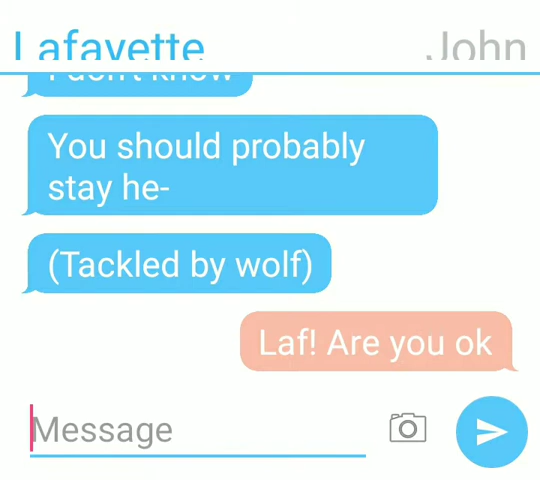 Lafayette John
I don't know
You should probably
stay he-
(Tackled by wolf)
Laf! Are you ok
Message